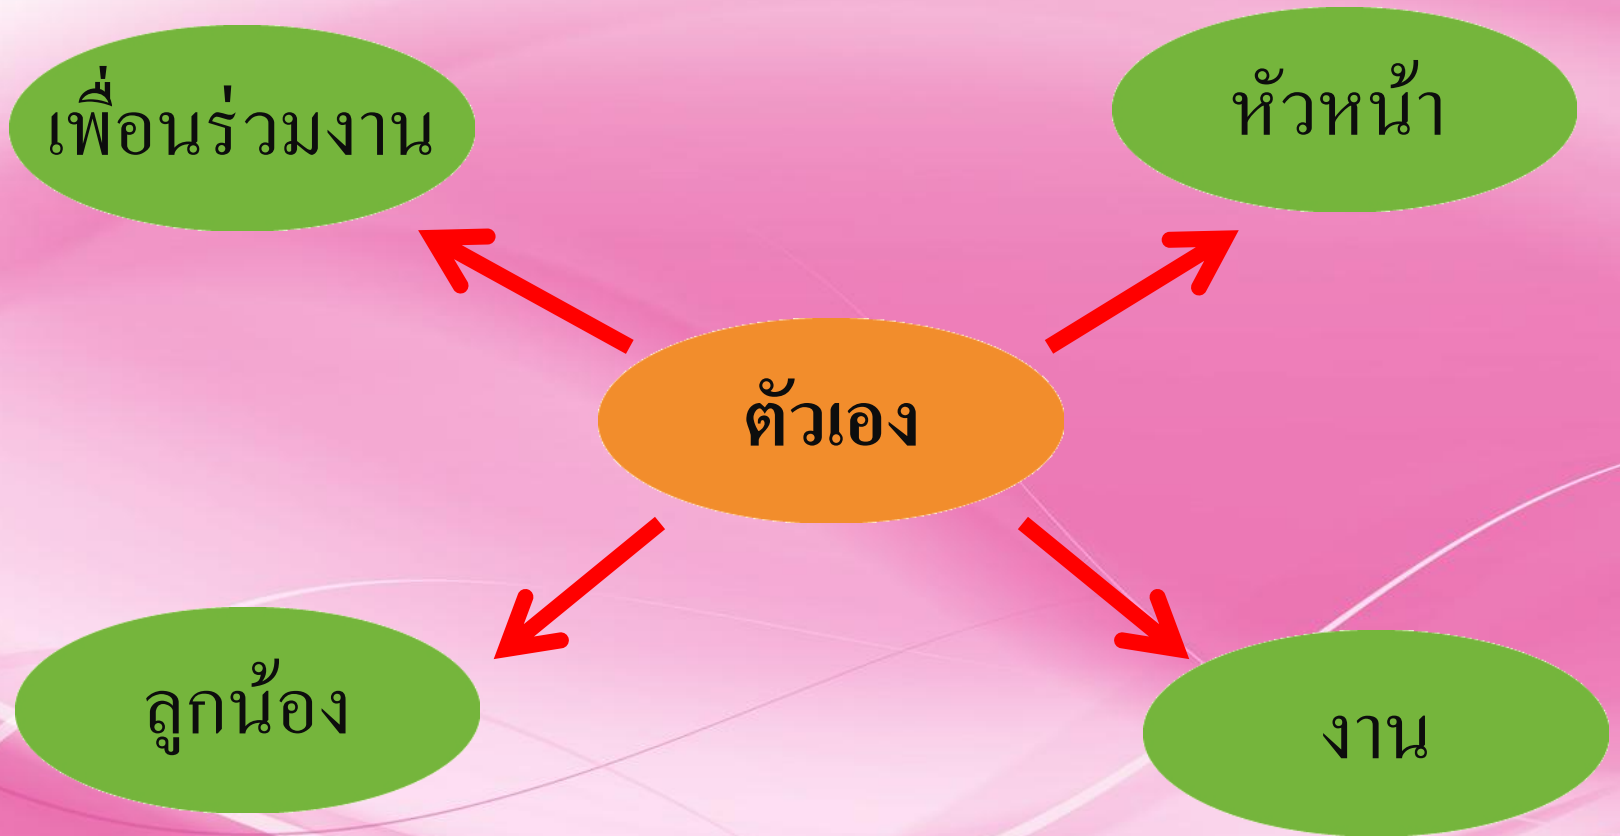 เพื่อนร่วมงาน
หัวหน้า
ตัวเอง
ลูกน้อง
งาน